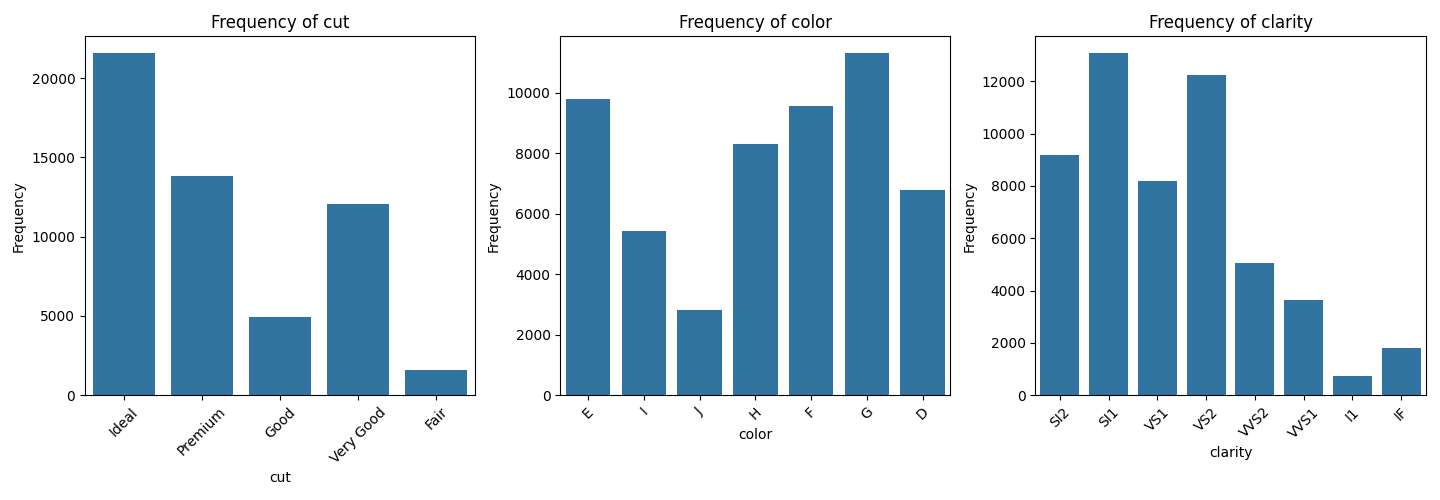 Frequency of cut
Frequency
20000
15000
10000
5000
0
Ideal
Premium
Good
Very Good
Fair
cut
Frequency of color
Frequency
10000
8000
6000
4000
2000
0
E
I
J
H
F
G
D
color
Frequency of clarity
Frequency
12000
10000
8000
6000
4000
2000
0
SI2
SI1
VS1
VS2
VVS2
VVS1
I1
IF
clarity